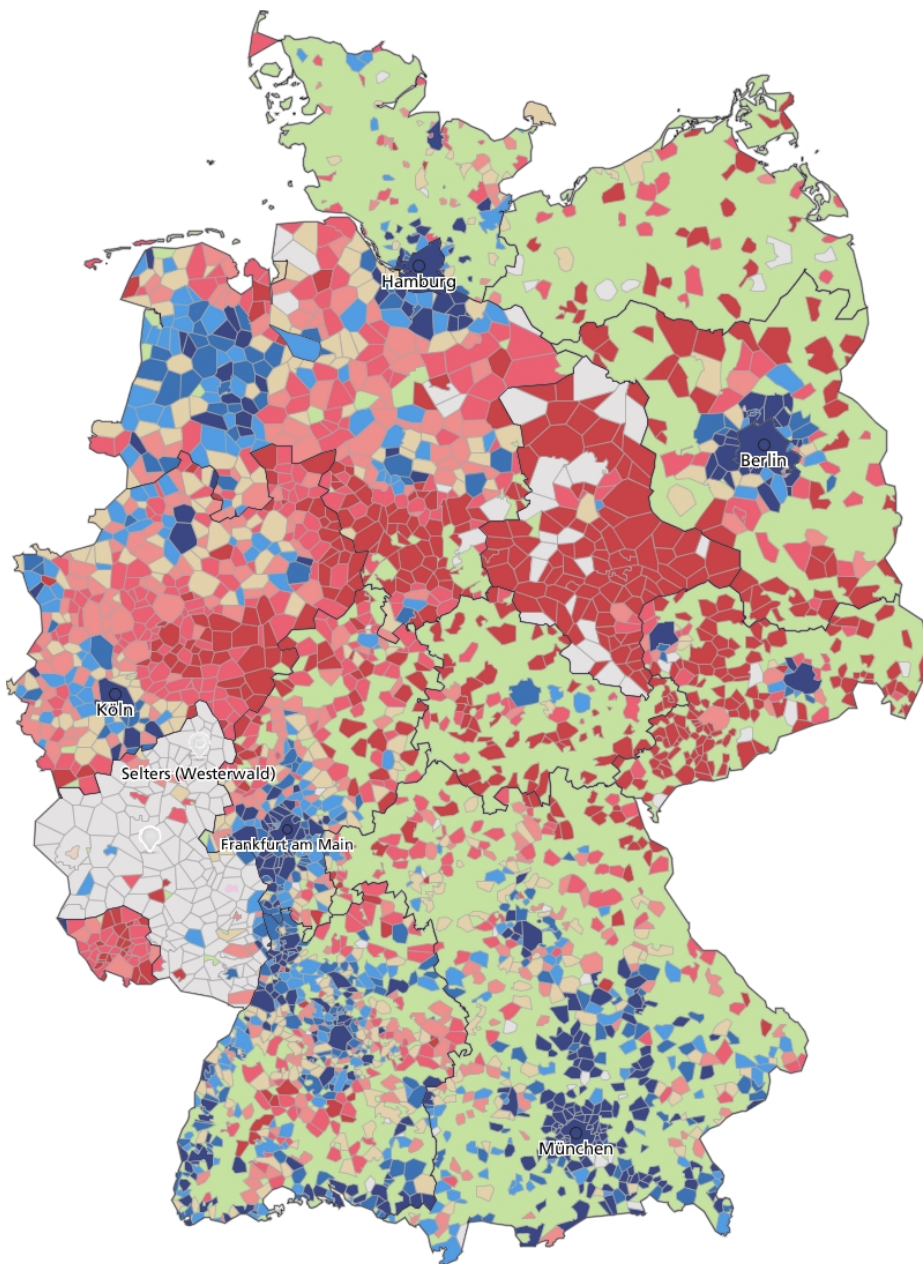 Hamburg
Berlin
Köln
Selters (Westerwald)
Frankfurt am Main
München